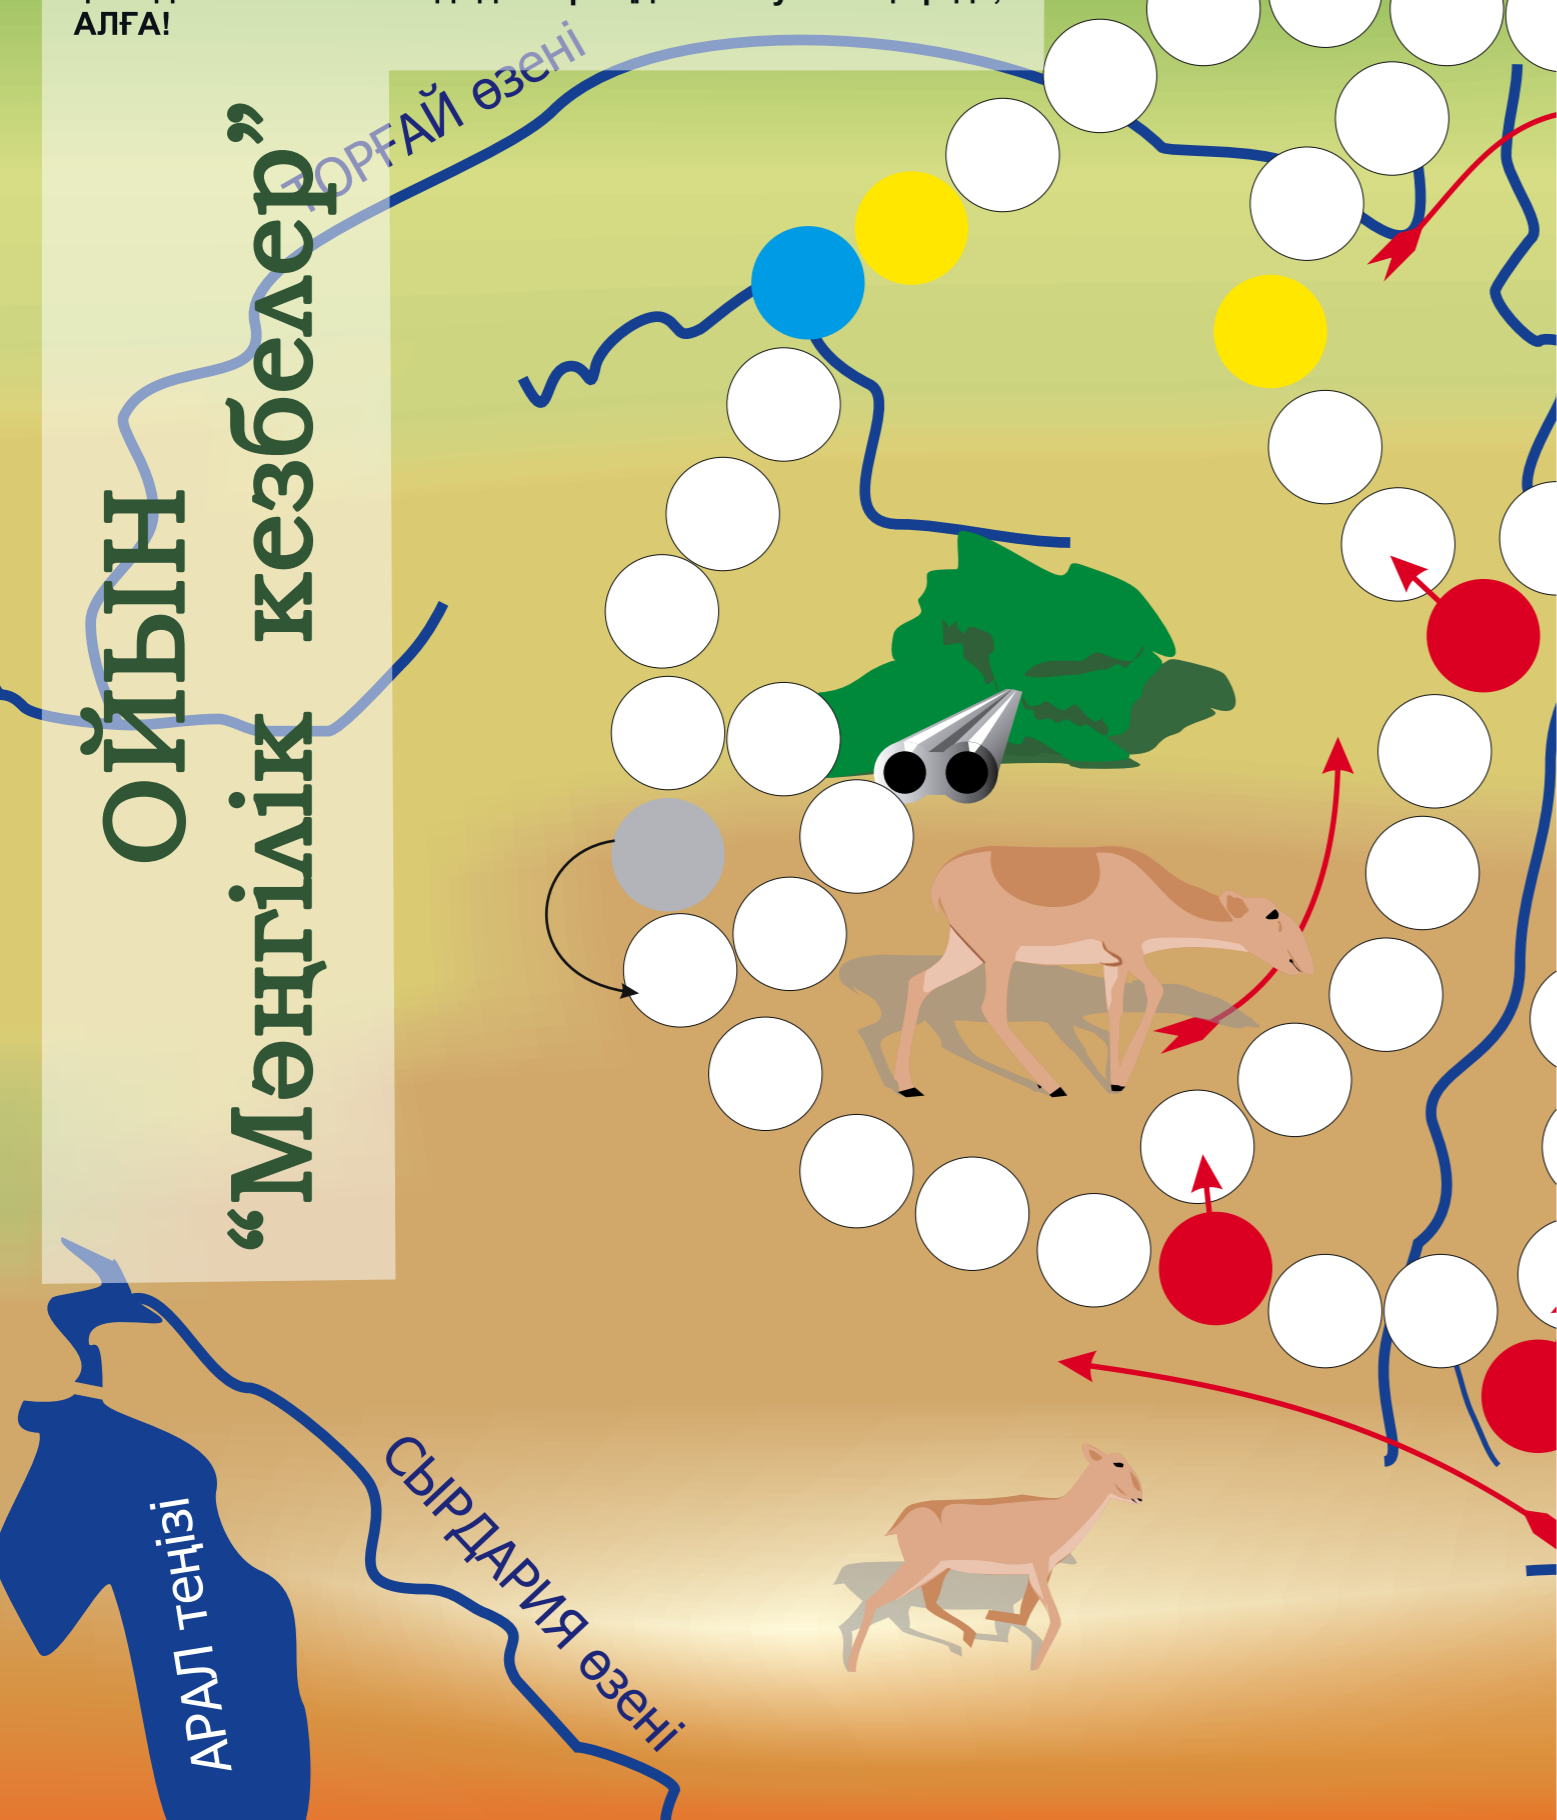 АЛҒА!
ТОРҒАЙ өзені
ОЙЫН
“Мәңгілік кезбелер”
СЫРДАРИЯ өзені
АРАЛ теңізі